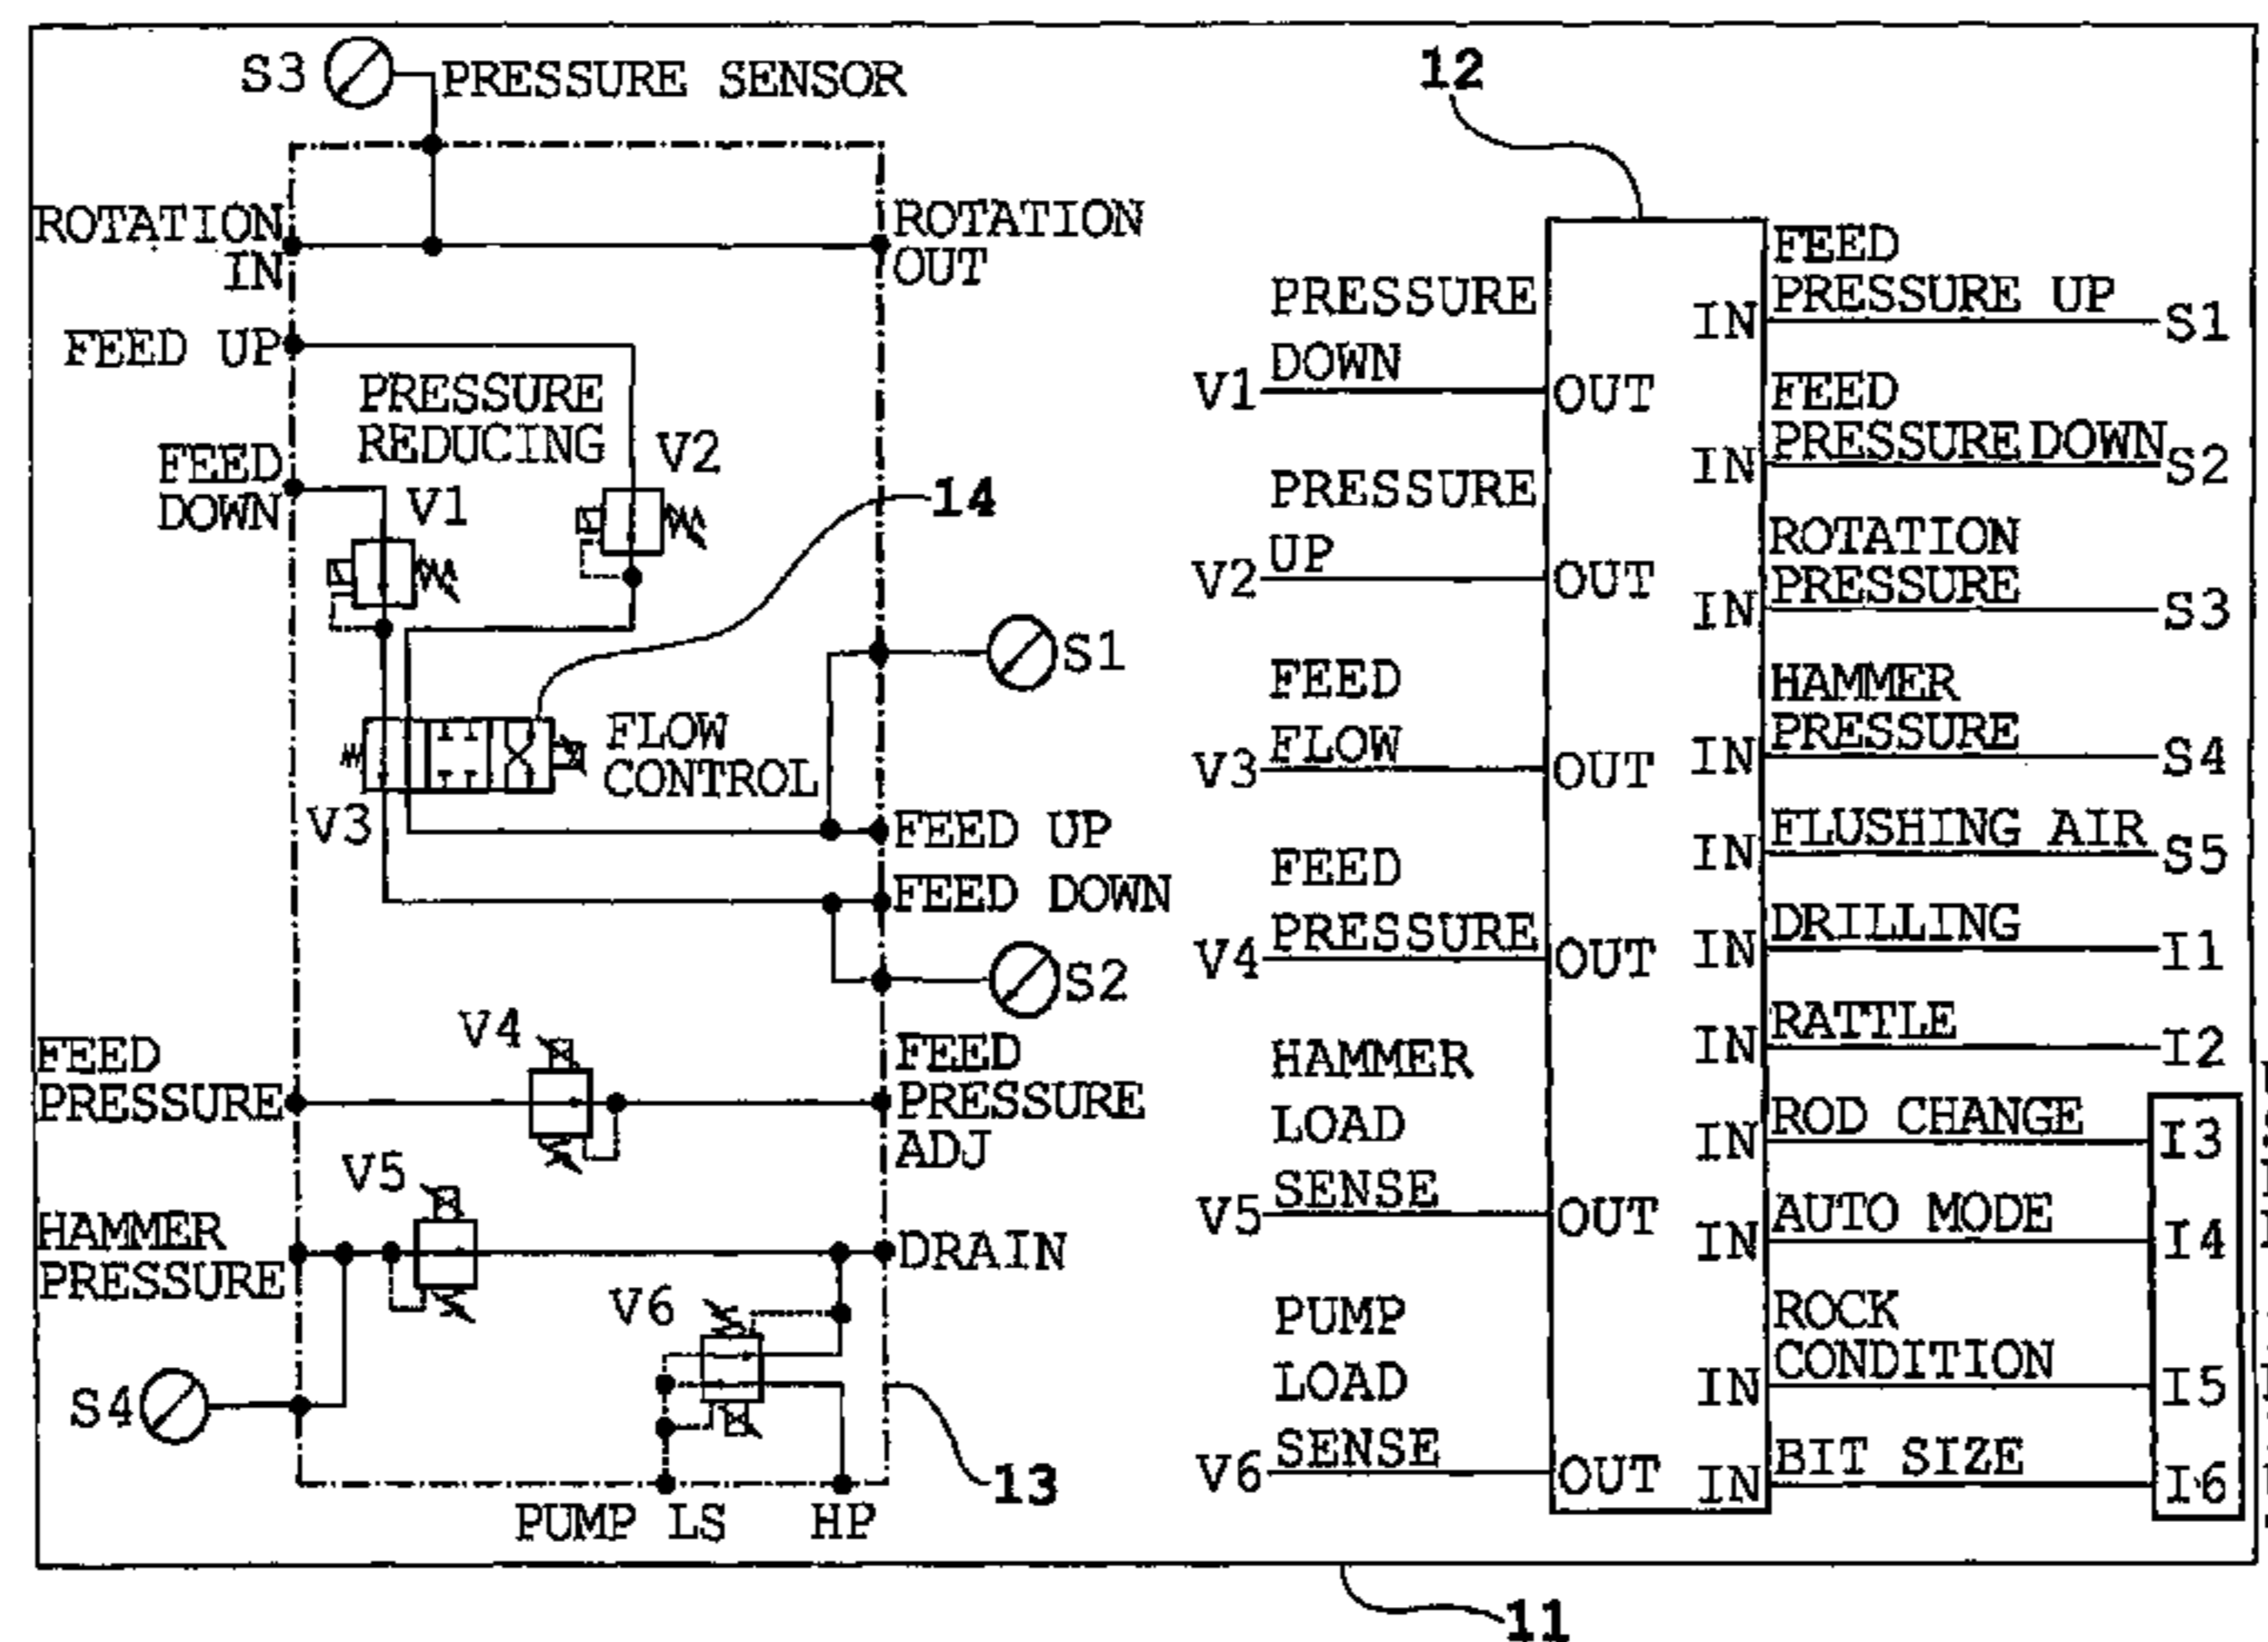 S3
PRESSURE SENSOR
ROTATION
IN
ROTATION
OUT
FEED UP
PRESSURE
REDUCING
V2
FEED
DOWN
V1
14
S1
FLOW
CONTROL
V3
FEED UP
FEED DOWN
S2
V4
FEED
PRESSURE
FEED
PRESSURE
ADJ
V5
HAMMER
PRESSURE
DRAIN
V6
S4
13
PUMP LS
HP
12
PRESSURE
DOWN
V1
OUT
PRESSURE
UP
V2
OUT
FEED
FLOW
V3
OUT
FEED
PRESSURE
V4
OUT
HAMMER
LOAD
SENSE
V5
OUT
PUMP
LOAD
SENSE
V6
OUT
FEED
PRESSURE UP
IN
S1
FEED
PRESSURE DOWN
IN
S2
ROTATION
PRESSURE
IN
S3
HAMMER
PRESSURE
IN
S4
FLUSHING AIR
IN
S5
DRILLING
IN
I1
RATTLE
IN
I2
ROD CHANGE
IN
I3
AUTO MODE
IN
I4
ROCK
CONDITION
IN
I5
BIT SIZE
IN
I6
11